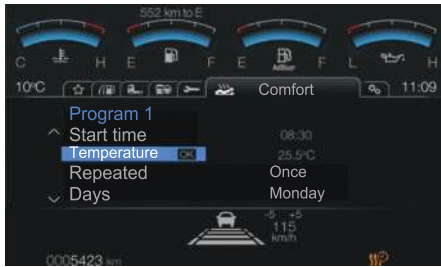 552 km to E
C H E F E AdBlue F L H
10°C Comfort 11:09
Program 1
Start time 08:30
Temperature OK 25.5°C
Repeated Once
Days Monday
-5 +5
115
km/h
0005423 km